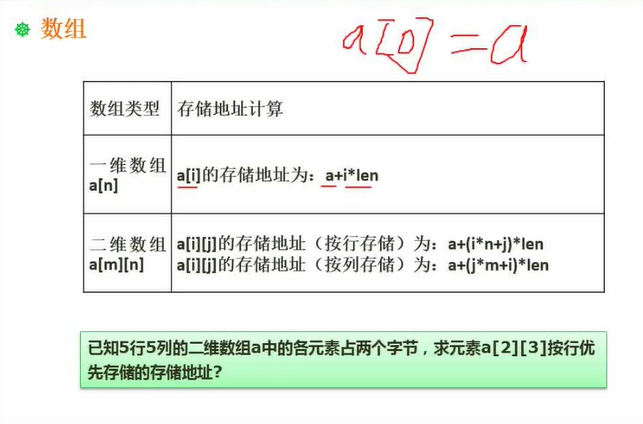 数组
a[0]=a
数组类型 存储地址计算
一维数组
a[n]
a[i]的存储地址为：a+i*len
二维数组
a[m][n]
a[i][j]的存储地址（按行存储）为：a+(i*n+j)*len
a[i][j]的存储地址（按列存储）为：a+(j*m+i)*len
已知5行5列的二维数组a中的各元素占两个字节，求元素a[2][3]按行优
先存储的存储地址？